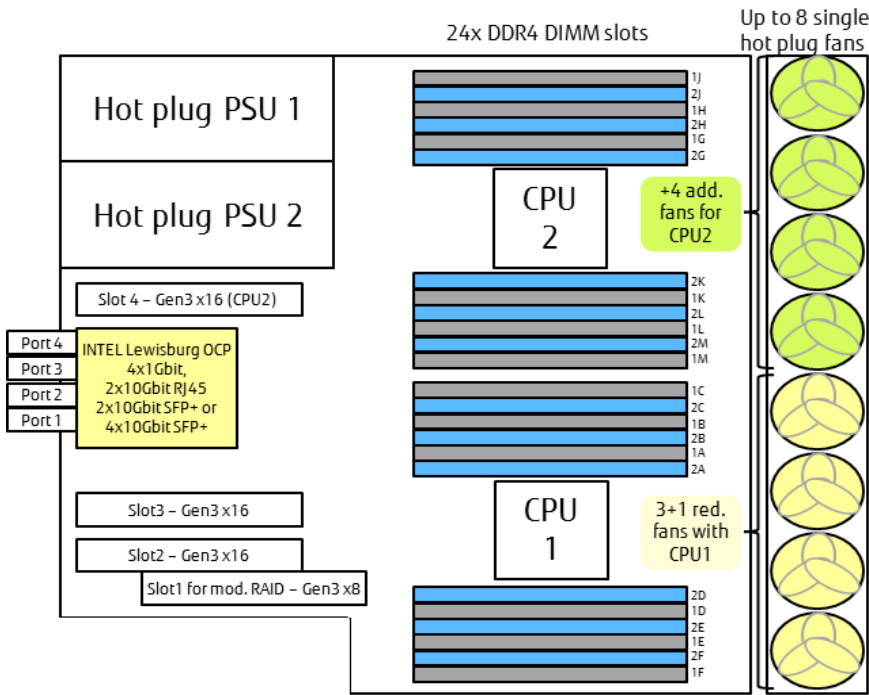 24x DDR4 DIMM slots
Up to 8 single
hot plug fans
Hot plug PSU 1
Hot plug PSU 2
1J
2J
1H
2H
1G
2G
CPU
2
+4 add.
fans for
CPU2
2K
1K
2L
1L
2M
1M
Slot 4 – Gen3 x16 (CPU2)
Port 4
Port 3
Port 2
Port 1
INTEL Lewisburg OCP
4x1Gbit,
2x10Gbit RJ45
2x10Gbit SFP+ or
4x10Gbit SFP+
1C
2C
1B
2B
1A
2A
CPU
1
3+1 red.
fans with
CPU1
Slot3 – Gen3 x16
Slot2 – Gen3 x16
Slot1 for mod. RAID – Gen3 x8
2D
1D
2E
1E
2F
1F